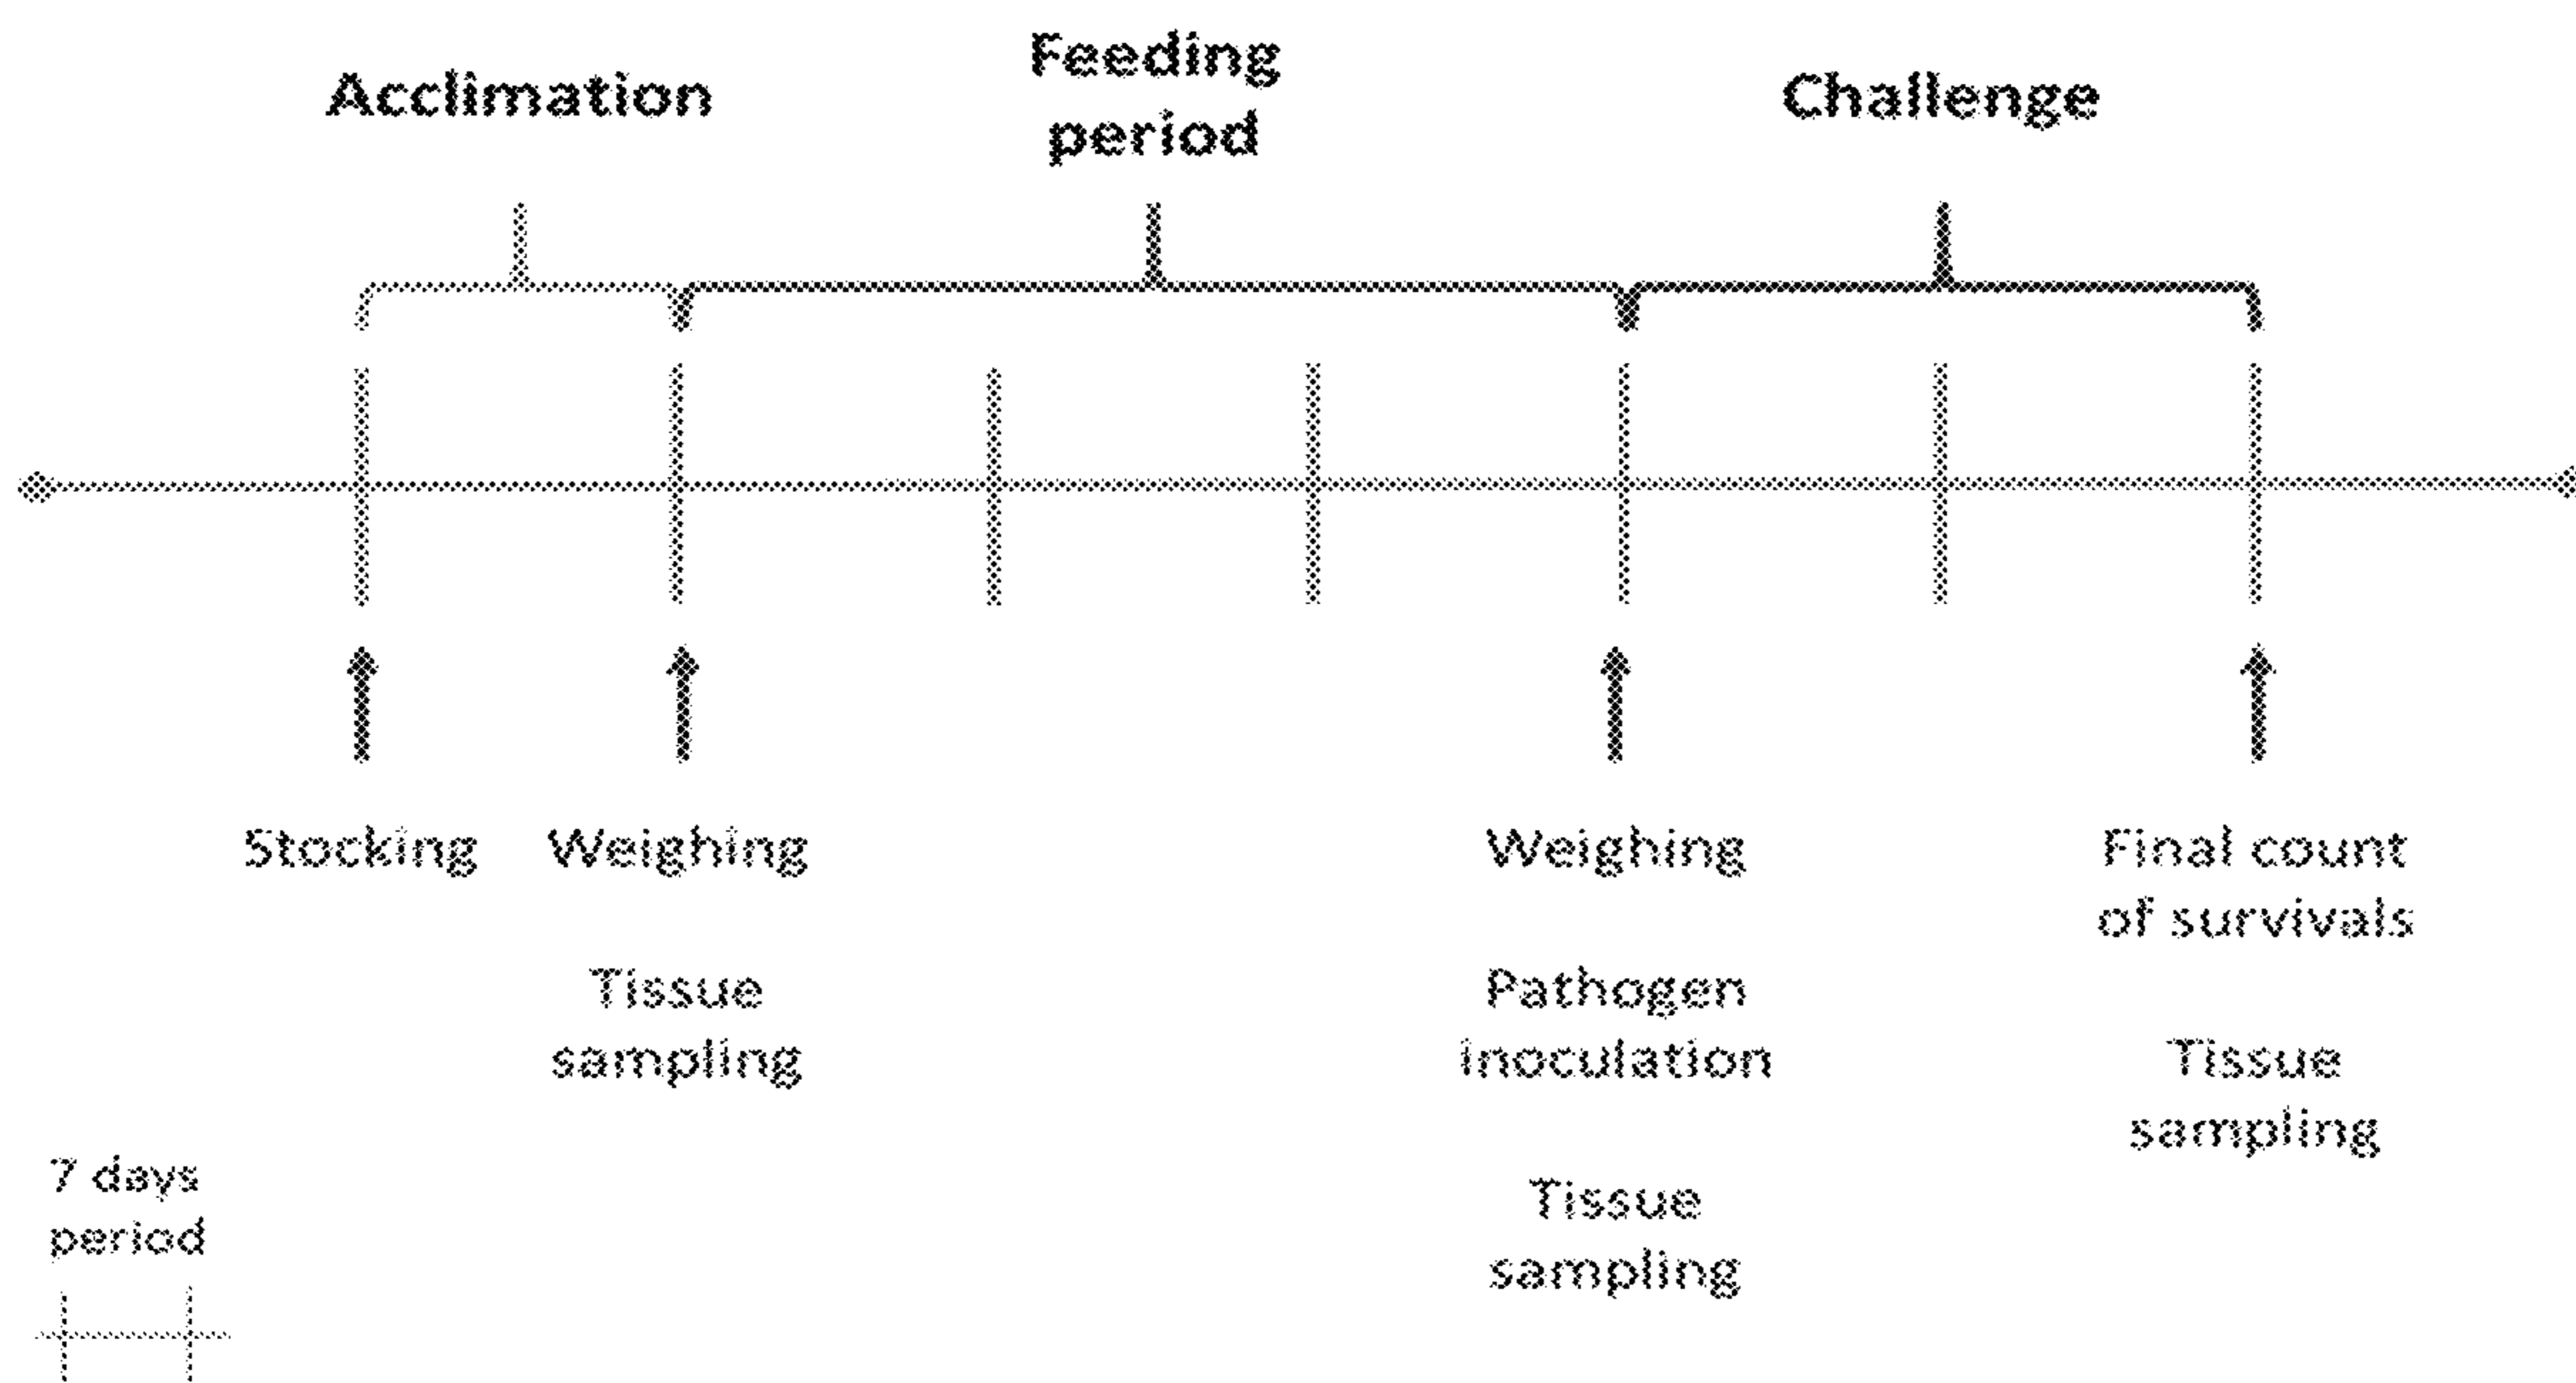 Acclimation
Feeding
period
Challenge
Stocking
Weighing
Tissue
sampling
Weighing
Pathogen
inoculation
Tissue
sampling
Final count
of survivals
Tissue
sampling
7 days
period